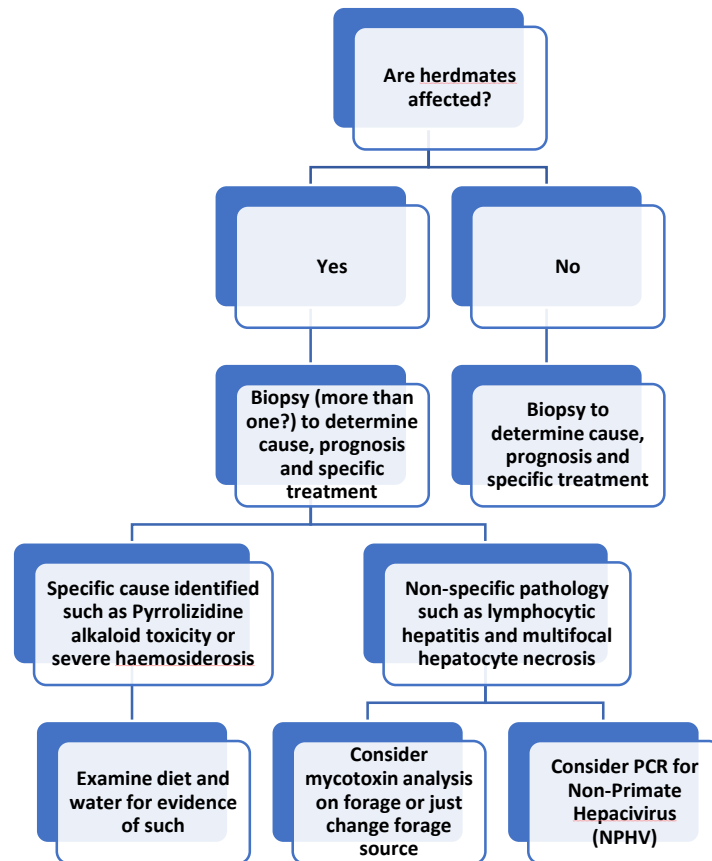 Are herdmates
affected?
Yes
No
Biopsy (more than
one?) to determine
cause, prognosis
and specific
treatment
Biopsy to
determine cause,
prognosis and
specific treatment
Specific cause identified
such as Pyrrolizidine
alkaloid toxicity or
severe haemosiderosis
Non-specific pathology
such as lymphocytic
hepatitis and multifocal
hepatocyte necrosis
Examine diet and
water for evidence
of such
Consider
mycotoxin analysis
on forage or just
change forage
source
Consider PCR for
Non-Primate
Hepacivirus
(NPHV)